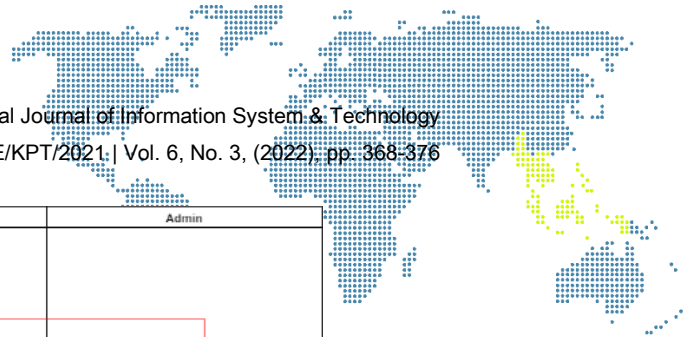 al Journal of Information System & Technology
E/KPT/2021 | Vol. 6, No. 3, (2022), pp. 368-376
Admin